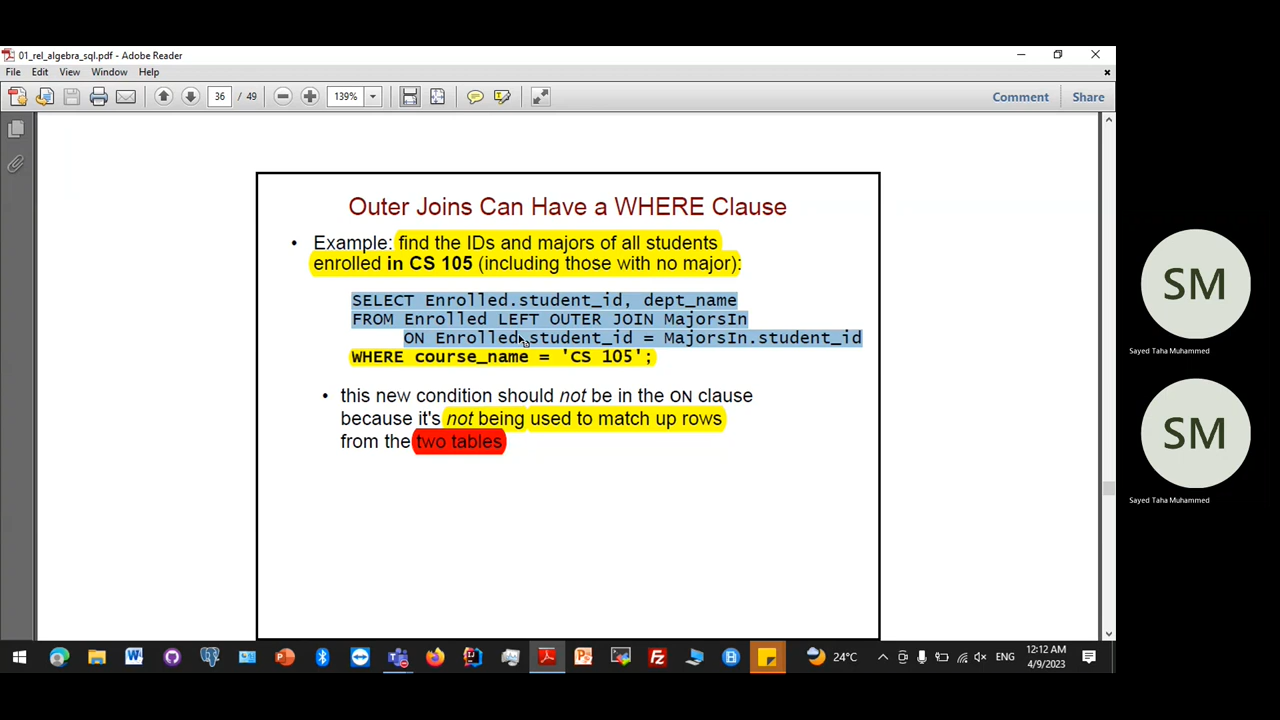 01_rel_algebra_sql.pdf - Adobe Reader
File Edit View Window Help
36 / 49 139% Comment Share
Outer Joins Can Have a WHERE Clause
• Example: find the IDs and majors of all students
enrolled in CS 105 (including those with no major):
SELECT Enrolled.student_id, dept_name
FROM Enrolled LEFT OUTER JOIN MajorsIn
ON Enrolled.student_id = MajorsIn.student_id
WHERE course_name = 'CS 105';
• this new condition should not be in the ON clause
because it's not being used to match up rows
from the two tables
SM
Sayed Taha Muhammed
SM
Sayed Taha Muhammed
24°C ENG 12:12 AM
4/9/2023